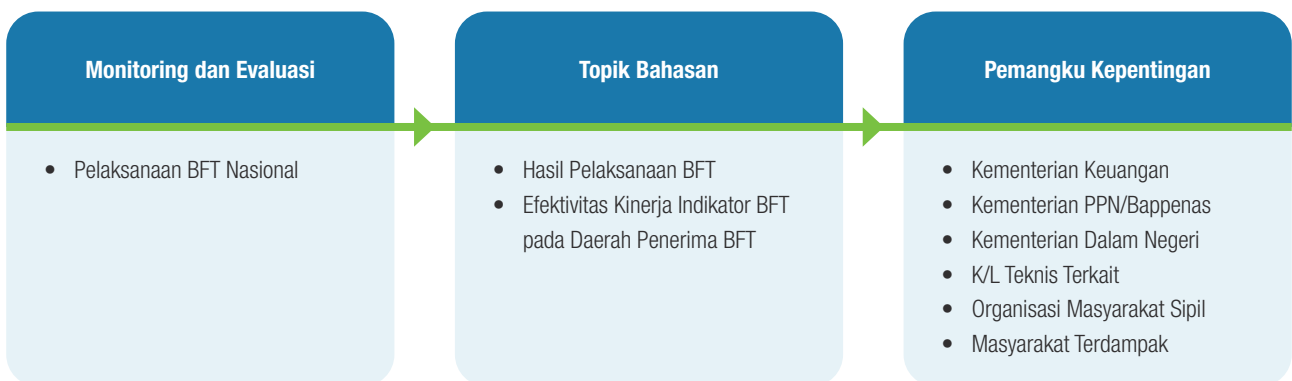 Monitoring dan Evaluasi
• Pelaksanaan BFT Nasional
Topik Bahasan
• Hasil Pelaksanaan BFT
• Efektivitas Kinerja Indikator BFT
pada Daerah Penerima BFT
Pemangku Kepentingan
• Kementerian Keuangan
• Kementerian PPN/Bappenas
• Kementerian Dalam Negeri
• K/L Teknis Terkait
• Organisasi Masyarakat Sipil
• Masyarakat Terdampak